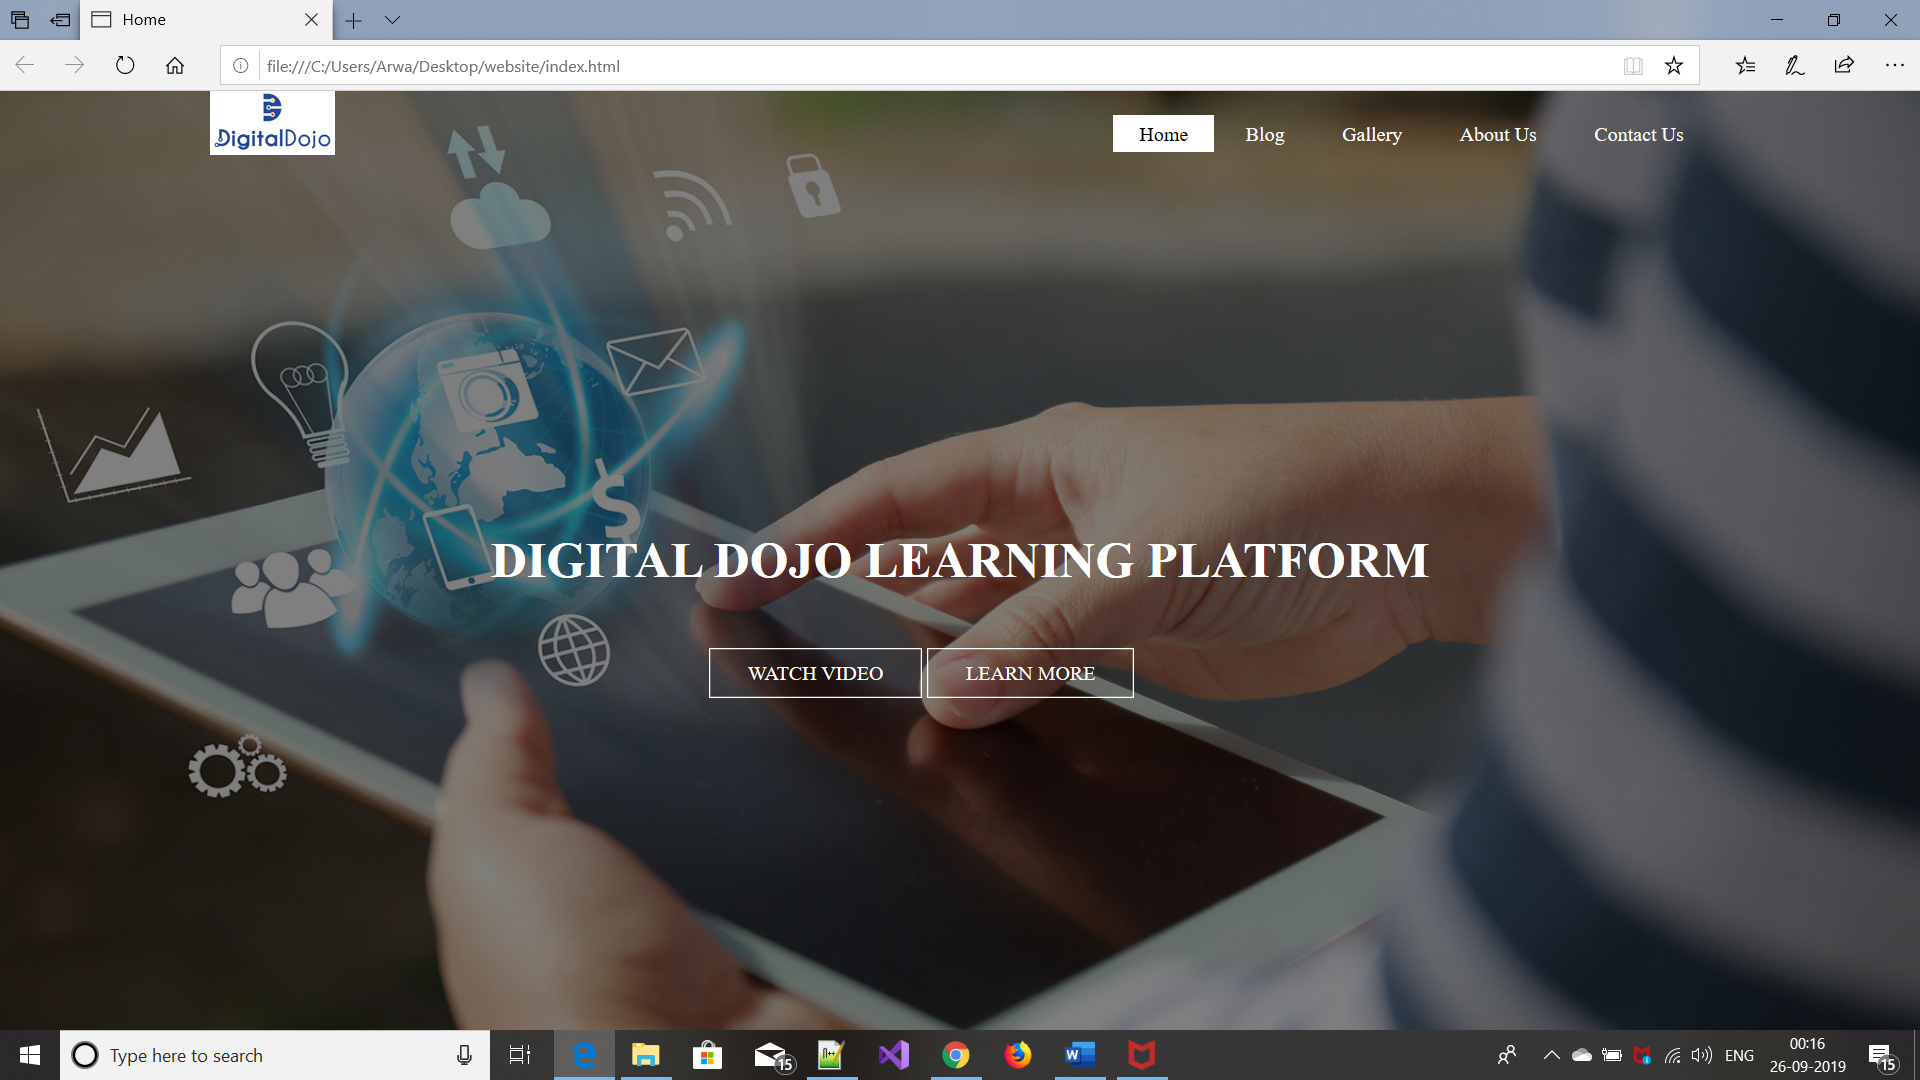 Home
file:///C:/Users/Arwa/Desktop/website/index.html
DigitalDojo
Home Blog Gallery About Us Contact Us
$
DIGITAL DOJO LEARNING PLATFORM
WATCH VIDEO LEARN MORE
Type here to search
15
N++
W
ENG
00:16
26-09-2019
15